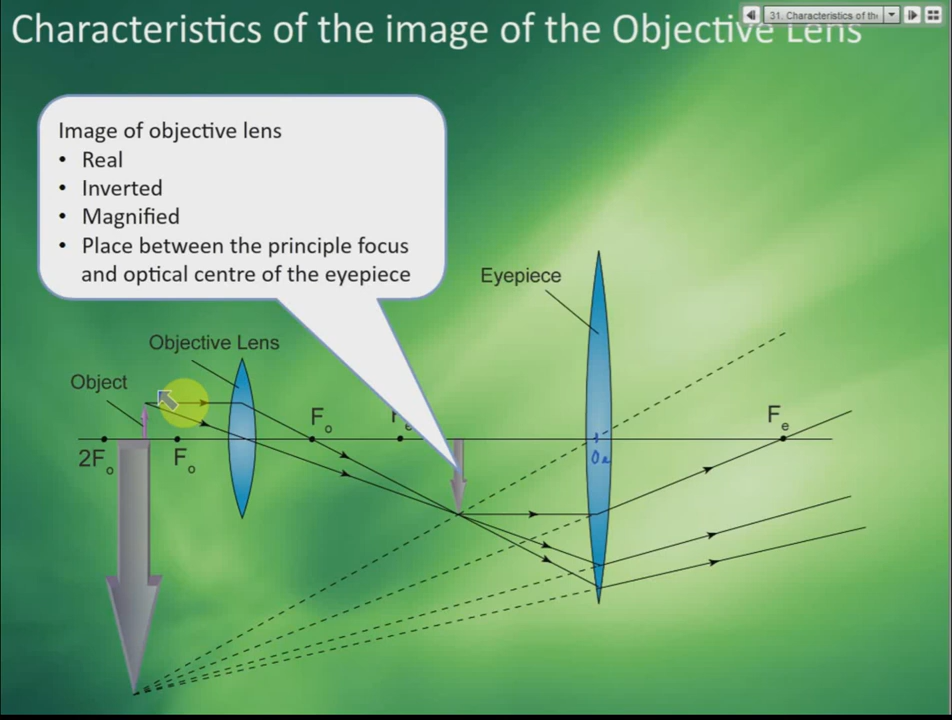 Characteristics of the image of the Objective Lens
31. Characteristics of the
Image of objective lens
• Real
• Inverted
• Magnified
• Place between the principle focus
and optical centre of the eyepiece
Eyepiece
Objective Lens
Object
2Fo
Fo
Fo
Fe
Oe
Fe